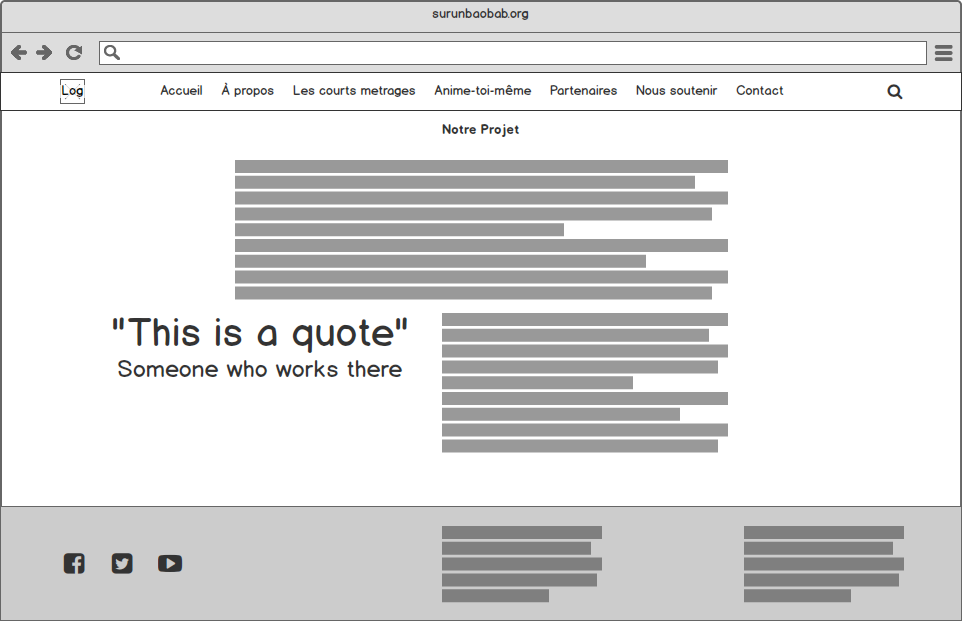 surunbaobab.org
Log
Accueil
À propos
Les courts metrages
Anime-toi-même
Partenaires
Nous soutenir
Contact
Notre Projet
"This is a quote"
Someone who works there